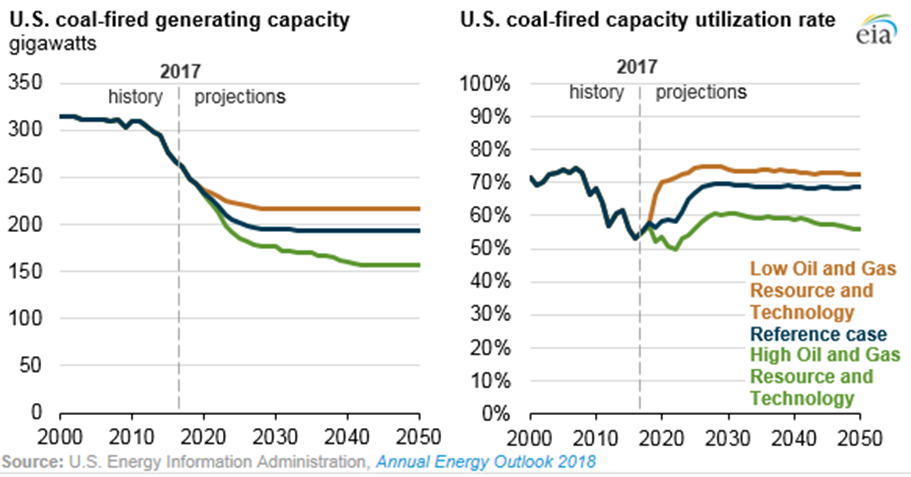 U.S. coal-fired generating capacity
gigawatts
2017
history projections
350
300
250
200
150
100
50
0
2000 2010 2020 2030 2040 2050
U.S. coal-fired capacity utilization rate
eia
2017
history projections
100%
90%
80%
70%
60%
50%
40%
30%
20%
10%
0%
Low Oil and Gas
Resource and
Technology
Reference case
High Oil and Gas
Resource and
Technology
2000 2010 2020 2030 2040 2050
Source: U.S. Energy Information Administration, Annual Energy Outlook 2018